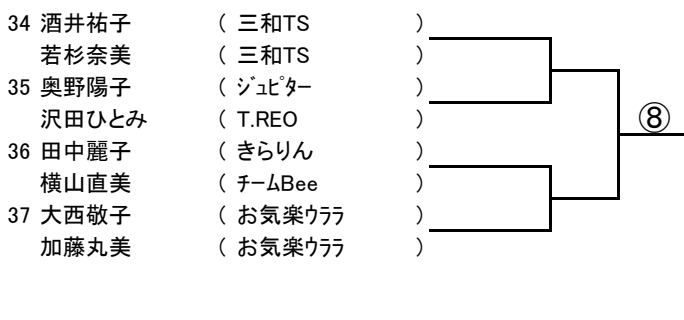 34 酒井祐子 ( 三和TS )
若杉奈美 ( 三和TS )
35 奥野陽子 ( ｼﾞｭﾋﾟﾀｰ )
沢田ひとみ ( T.REO )
⑧
36 田中麗子 ( きらりん )
横山直美 ( ﾁｰﾑBee )
37 大西敬子 ( お気楽ｳﾗﾗ )
加藤丸美 ( お気楽ｳﾗﾗ )